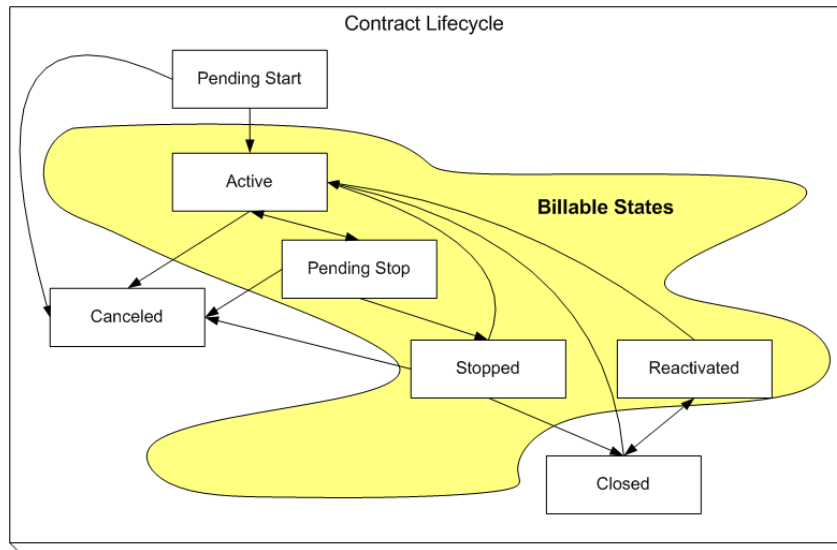 Contract Lifecycle
Pending Start
Active
Billable States
Pending Stop
Canceled
Stopped
Reactivated
Closed